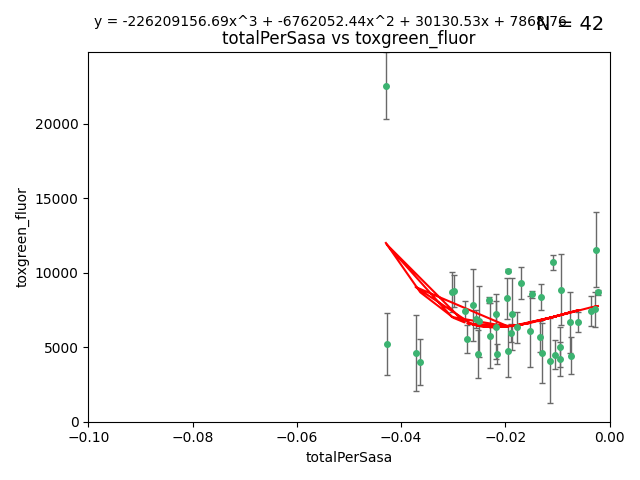 y = -226209156.69x^3 + -6762052.44x^2 + 30130.53x + 7868.76
N = 42
totalPerSasa vs toxgreen_fluor
toxgreen_fluor
20000
15000
10000
5000
0
−0.10
−0.08
−0.06
−0.04
−0.02
0.00
totalPerSasa